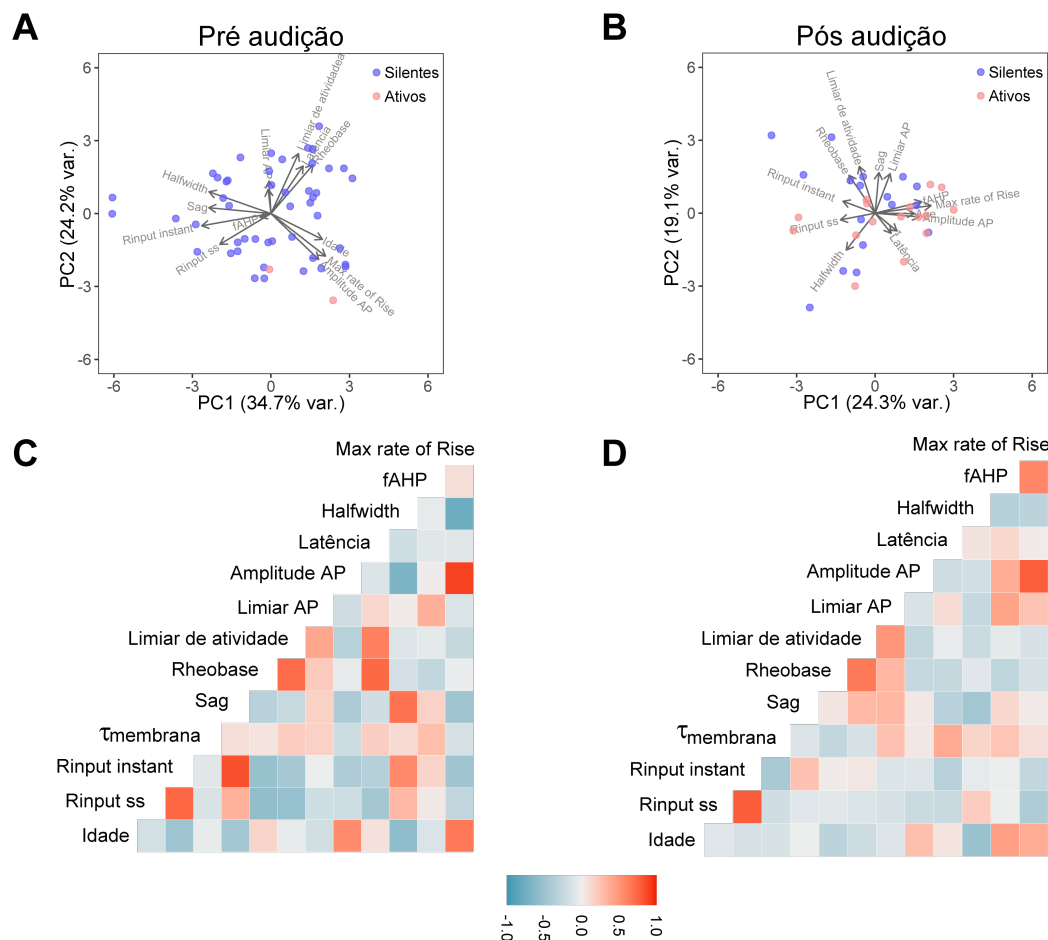 A
Pré audição
Silentes
Ativos
PC2 (24.2% var.)
6
3
0
-3
-6
-6
-3
0
3
6
PC1 (34.7% var.)
Limiar de atividadea
Latência
Rheobase
Limiar AP
Halfwidth
Sag
Rinput instant
fAHP
Rinput ss
Idade
Max rate of Rise
Amplitude AP
B
Pós audição
Silentes
Ativos
PC2 (19.1% var.)
6
3
0
-3
-6
-6
-3
0
3
6
PC1 (24.3% var.)
Limiar de atividade
Rheobase
Sag
Limiar AP
Rinput instant
fAHP
Max rate of Rise
Rinput ss
Amplitude AP
Halfwidth
Latência
C
Max rate of Rise
fAHP
Halfwidth
Latência
Amplitude AP
Limiar AP
Limiar de atividade
Rheobase
Sag
τmembrana
Rinput instant
Rinput ss
Idade
D
Max rate of Rise
fAHP
Halfwidth
Latência
Amplitude AP
Limiar AP
Limiar de atividade
Rheobase
Sag
τmembrana
Rinput instant
Rinput ss
Idade
-1.0
-0.5
0.0
0.5
1.0